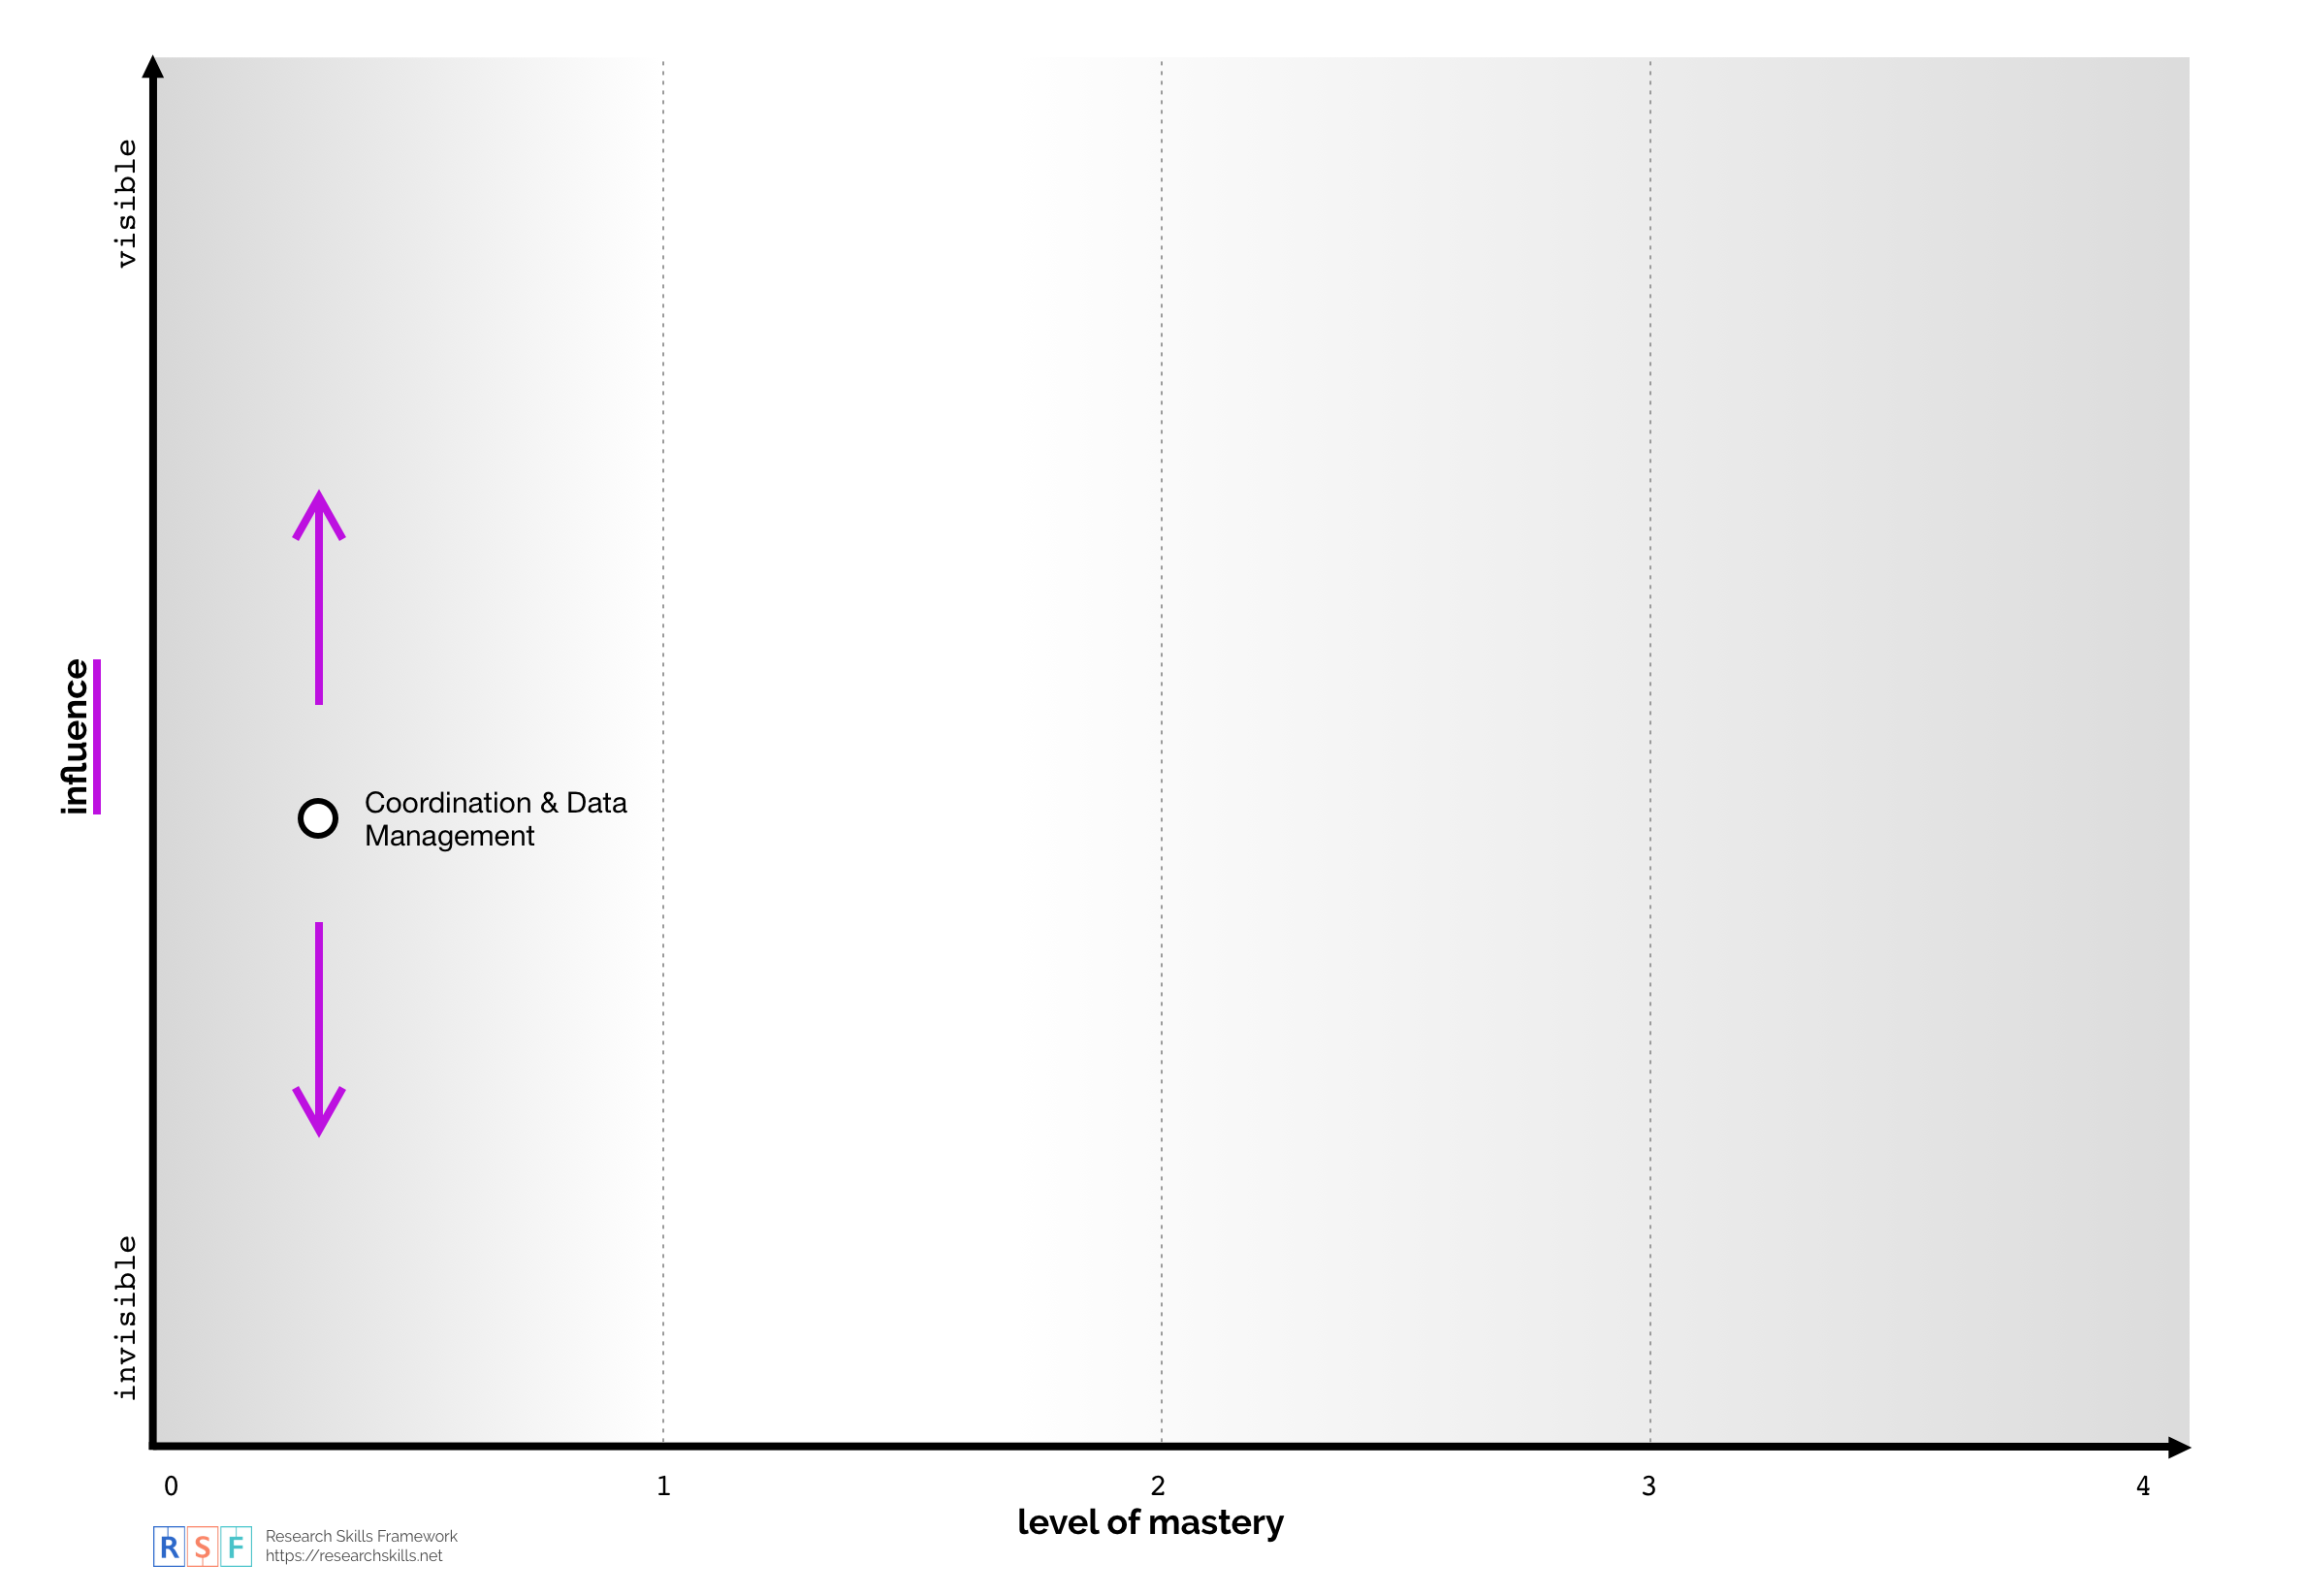 visible
influence
Coordination & Data
Management
invisible
0 1 2 3 4
level of mastery
RSF
Research Skills Framework
https://researchskills.net